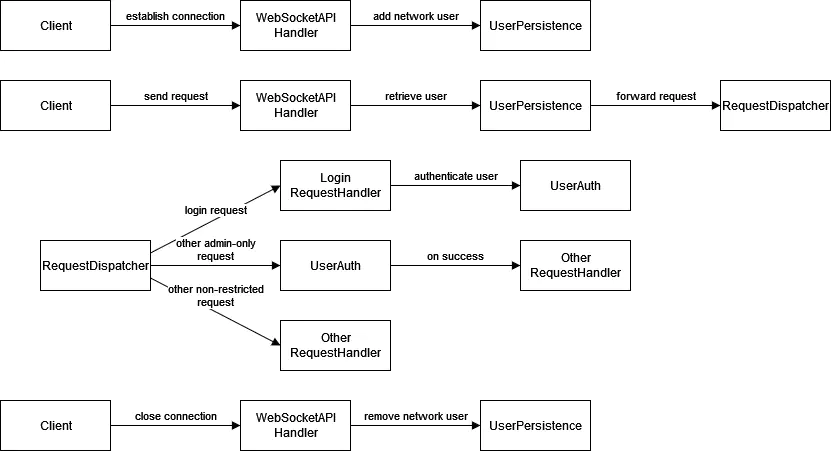 Client
establish connection
WebSocketAPI
Handler
add network user
UserPersistence
Client
send request
WebSocketAPI
Handler
retrieve user
UserPersistence
forward request
RequestDispatcher
Login
RequestHandler
authenticate user
UserAuth
login request
RequestDispatcher
other admin-only
request
UserAuth
on success
Other
RequestHandler
other non-restricted
request
Other
RequestHandler
Client
close connection
WebSocketAPI
Handler
remove network user
UserPersistence